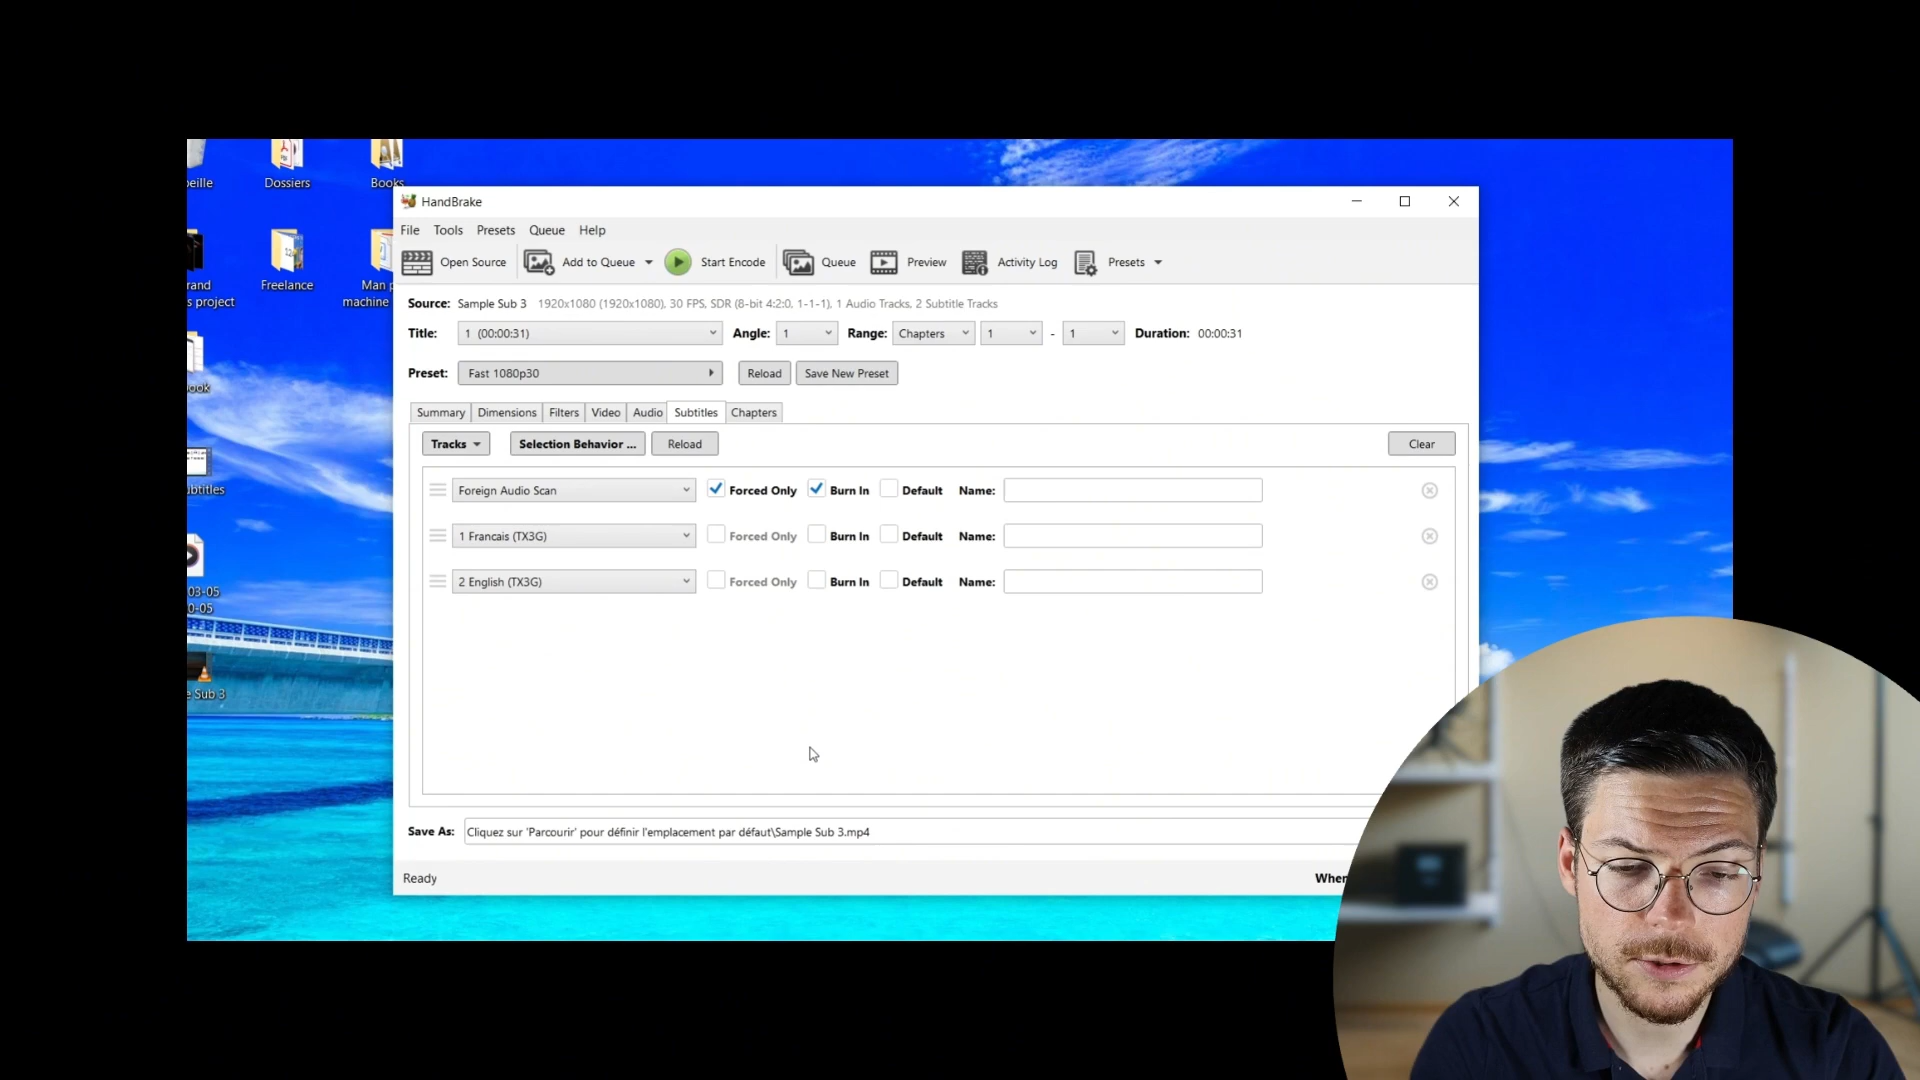 eille
Dossiers
Books
HandBrake
File Tools Presets Queue Help
Open Source Add to Queue Start Encode Queue Preview Activity Log Presets
Freelance
rand
s project
Man p
machine
Source: Sample Sub 3 1920x1080 (1920x1080), 30 FPS, SDR (8-bit 4:2:0, 1-1-1), 1 Audio Tracks, 2 Subtitle Tracks
Title: 1 (00:00:31) Angle: 1 Range: Chapters 1 - 1 Duration: 00:00:31
Preset: Fast 1080p30 Reload Save New Preset
ook
Summary Dimensions Filters Video Audio Subtitles Chapters
Tracks Selection Behavior ... Reload Clear
Foreign Audio Scan Forced Only Burn In Default Name:
ubtitles
1 Francais (TX3G) Forced Only Burn In Default Name:
2 English (TX3G) Forced Only Burn In Default Name:
03-05
0-05
e Sub 3
Save As: Cliquez sur 'Parcourir' pour définir l'emplacement par défaut\Sample Sub 3.mp4
Ready When